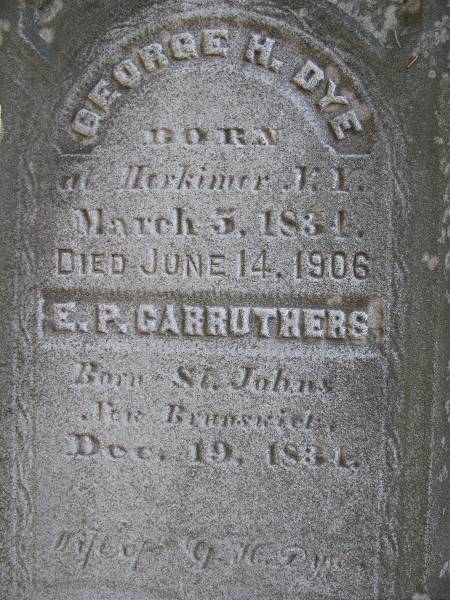 GEORGE H. DYE
BORN
at Herkimer N.Y.
March 5, 1834.
DIED JUNE 14, 1906
E. P. CARRUTHERS
Born St. Johns
New Brunswick,
Dec. 19, 1834.
Wife of G. H. Dye.